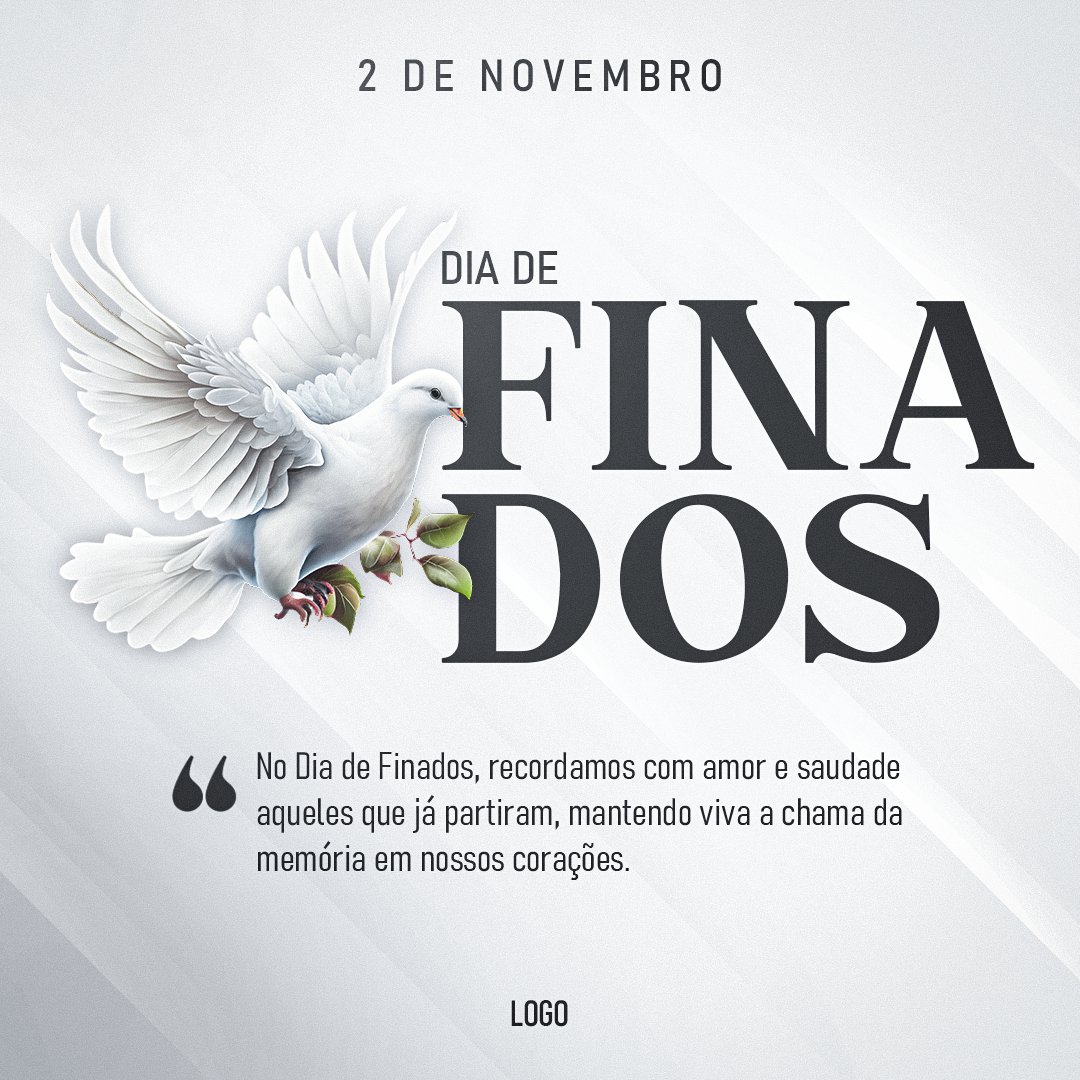 2 DE NOVEMBRO
DIA DE
FINA
DOS
“ No Dia de Finados, recordamos com amor e saudade
aqueles que já partiram, mantendo viva a chama da
memória em nossos corações.
LOGO